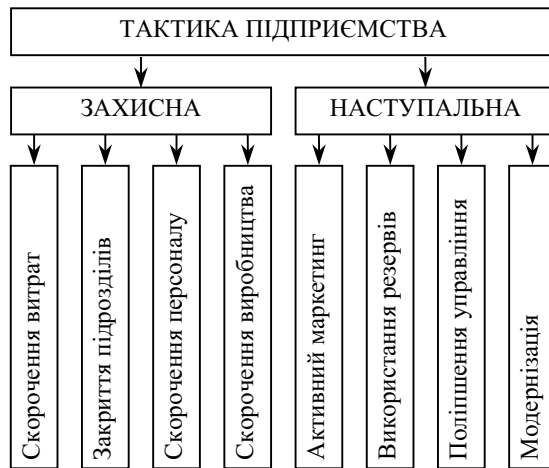 ТАКТИКА ПІДПРИЄМСТВА
ЗАХИСНА
НАСТУПАЛЬНА
Скорочення витрат
Закриття підрозділів
Скорочення персоналу
Скорочення виробництва
Активний маркетинг
Використання резервів
Поліпшення управління
Модернізація